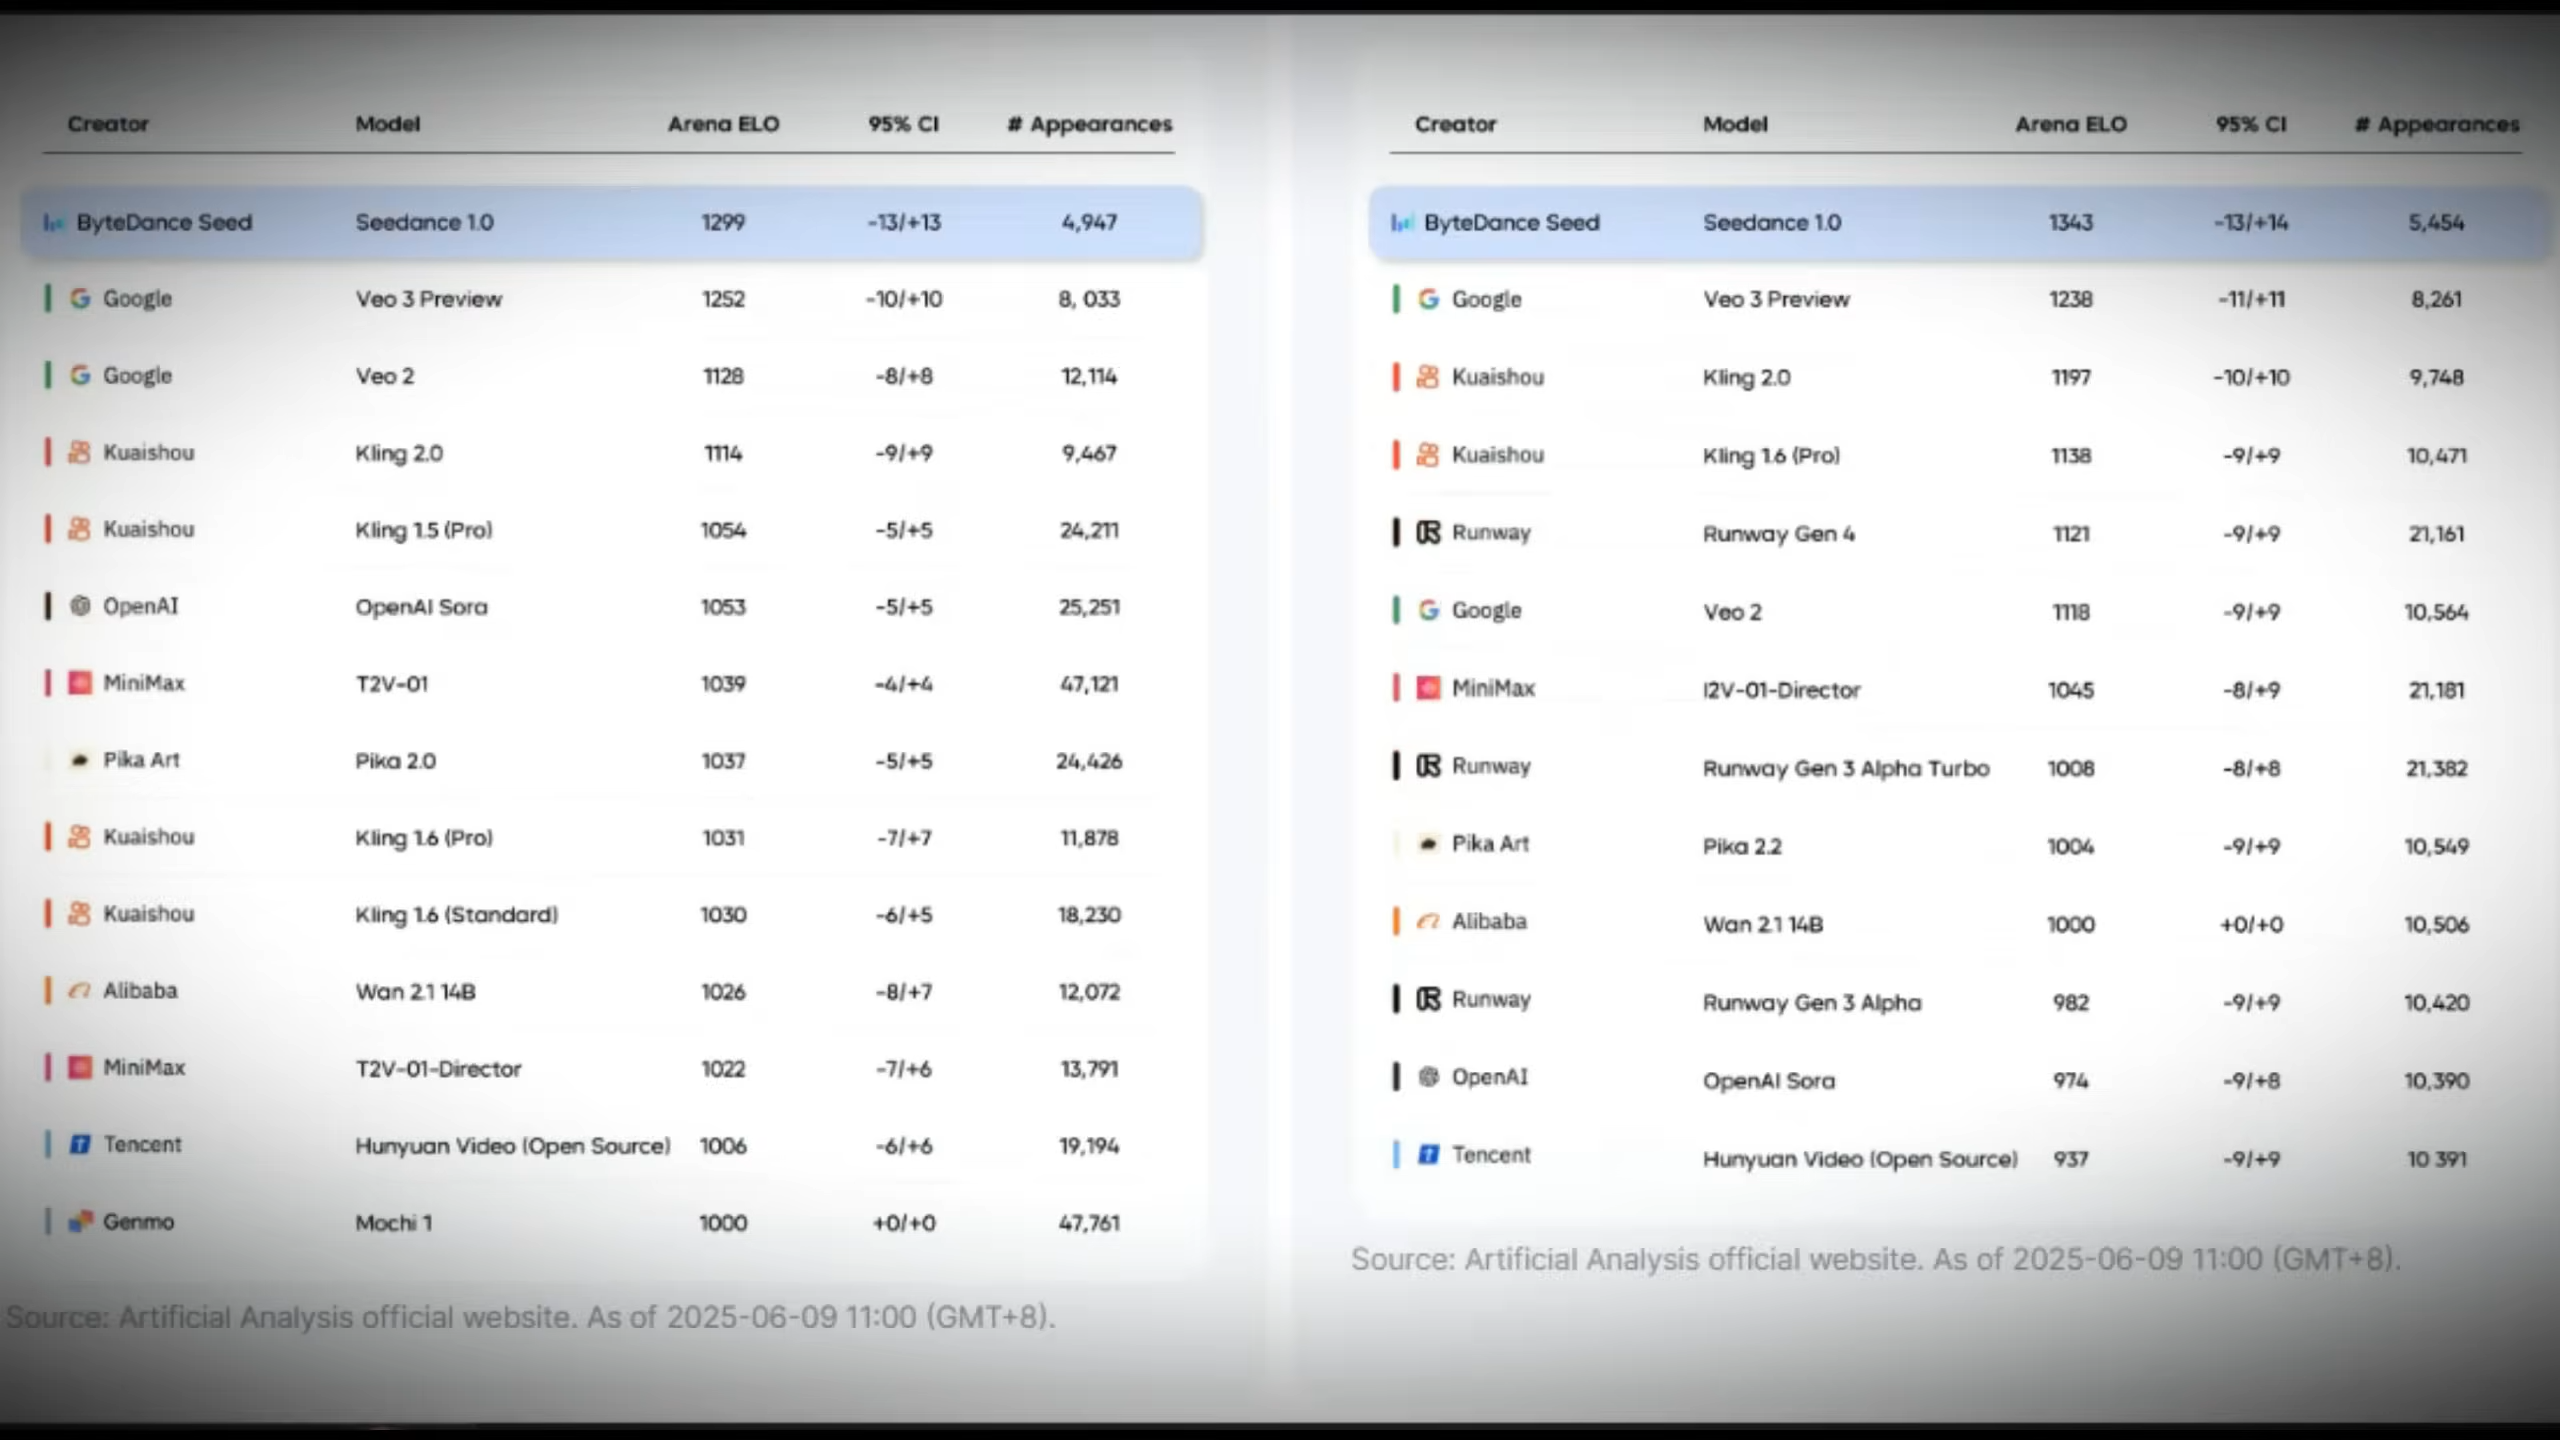 Creator Model Arena ELO 95% CI # Appearances
ByteDance Seed Seedance 1.0 1299 -13/+13 4,947
Google Veo 3 Preview 1252 -10/+10 8, 033
Google Veo 2 1128 -8/+8 12,114
Kuaishou Kling 2.0 1114 -9/+9 9,467
Kuaishou Kling 1.5 (Pro) 1054 -5/+5 24,211
OpenAI OpenAI Sora 1053 -5/+5 25,251
MiniMax T2V-01 1039 -4/+4 47,121
Pika Art Pika 2.0 1037 -5/+5 24,426
Kuaishou Kling 1.6 (Pro) 1031 -7/+7 11,878
Kuaishou Kling 1.6 (Standard) 1030 -6/+5 18,230
Alibaba Wan 2.1 14B 1026 -8/+7 12,072
MiniMax T2V-01-Director 1022 -7/+6 13,791
Tencent Hunyuan Video (Open Source) 1006 -6/+6 19,194
Genmo Mochi 1 1000 +0/+0 47,761
Source: Artificial Analysis official website. As of 2025-06-09 11:00 (GMT+8).
Creator Model Arena ELO 95% CI # Appearances
ByteDance Seed Seedance 1.0 1343 -13/+14 5,454
Google Veo 3 Preview 1238 -11/+11 8,261
Kuaishou Kling 2.0 1197 -10/+10 9,748
Kuaishou Kling 1.6 (Pro) 1138 -9/+9 10,471
Runway Runway Gen 4 1121 -9/+9 21,161
Google Veo 2 1118 -9/+9 10,564
MiniMax I2V-01-Director 1045 -8/+9 21,181
Runway Runway Gen 3 Alpha Turbo 1008 -8/+8 21,382
Pika Art Pika 2.2 1004 -9/+9 10,549
Alibaba Wan 2.1 14B 1000 +0/+0 10,506
Runway Runway Gen 3 Alpha 982 -9/+9 10,420
OpenAI OpenAI Sora 974 -9/+8 10,390
Tencent Hunyuan Video (Open Source) 937 -9/+9 10 391
Source: Artificial Analysis official website. As of 2025-06-09 11:00 (GMT+8).